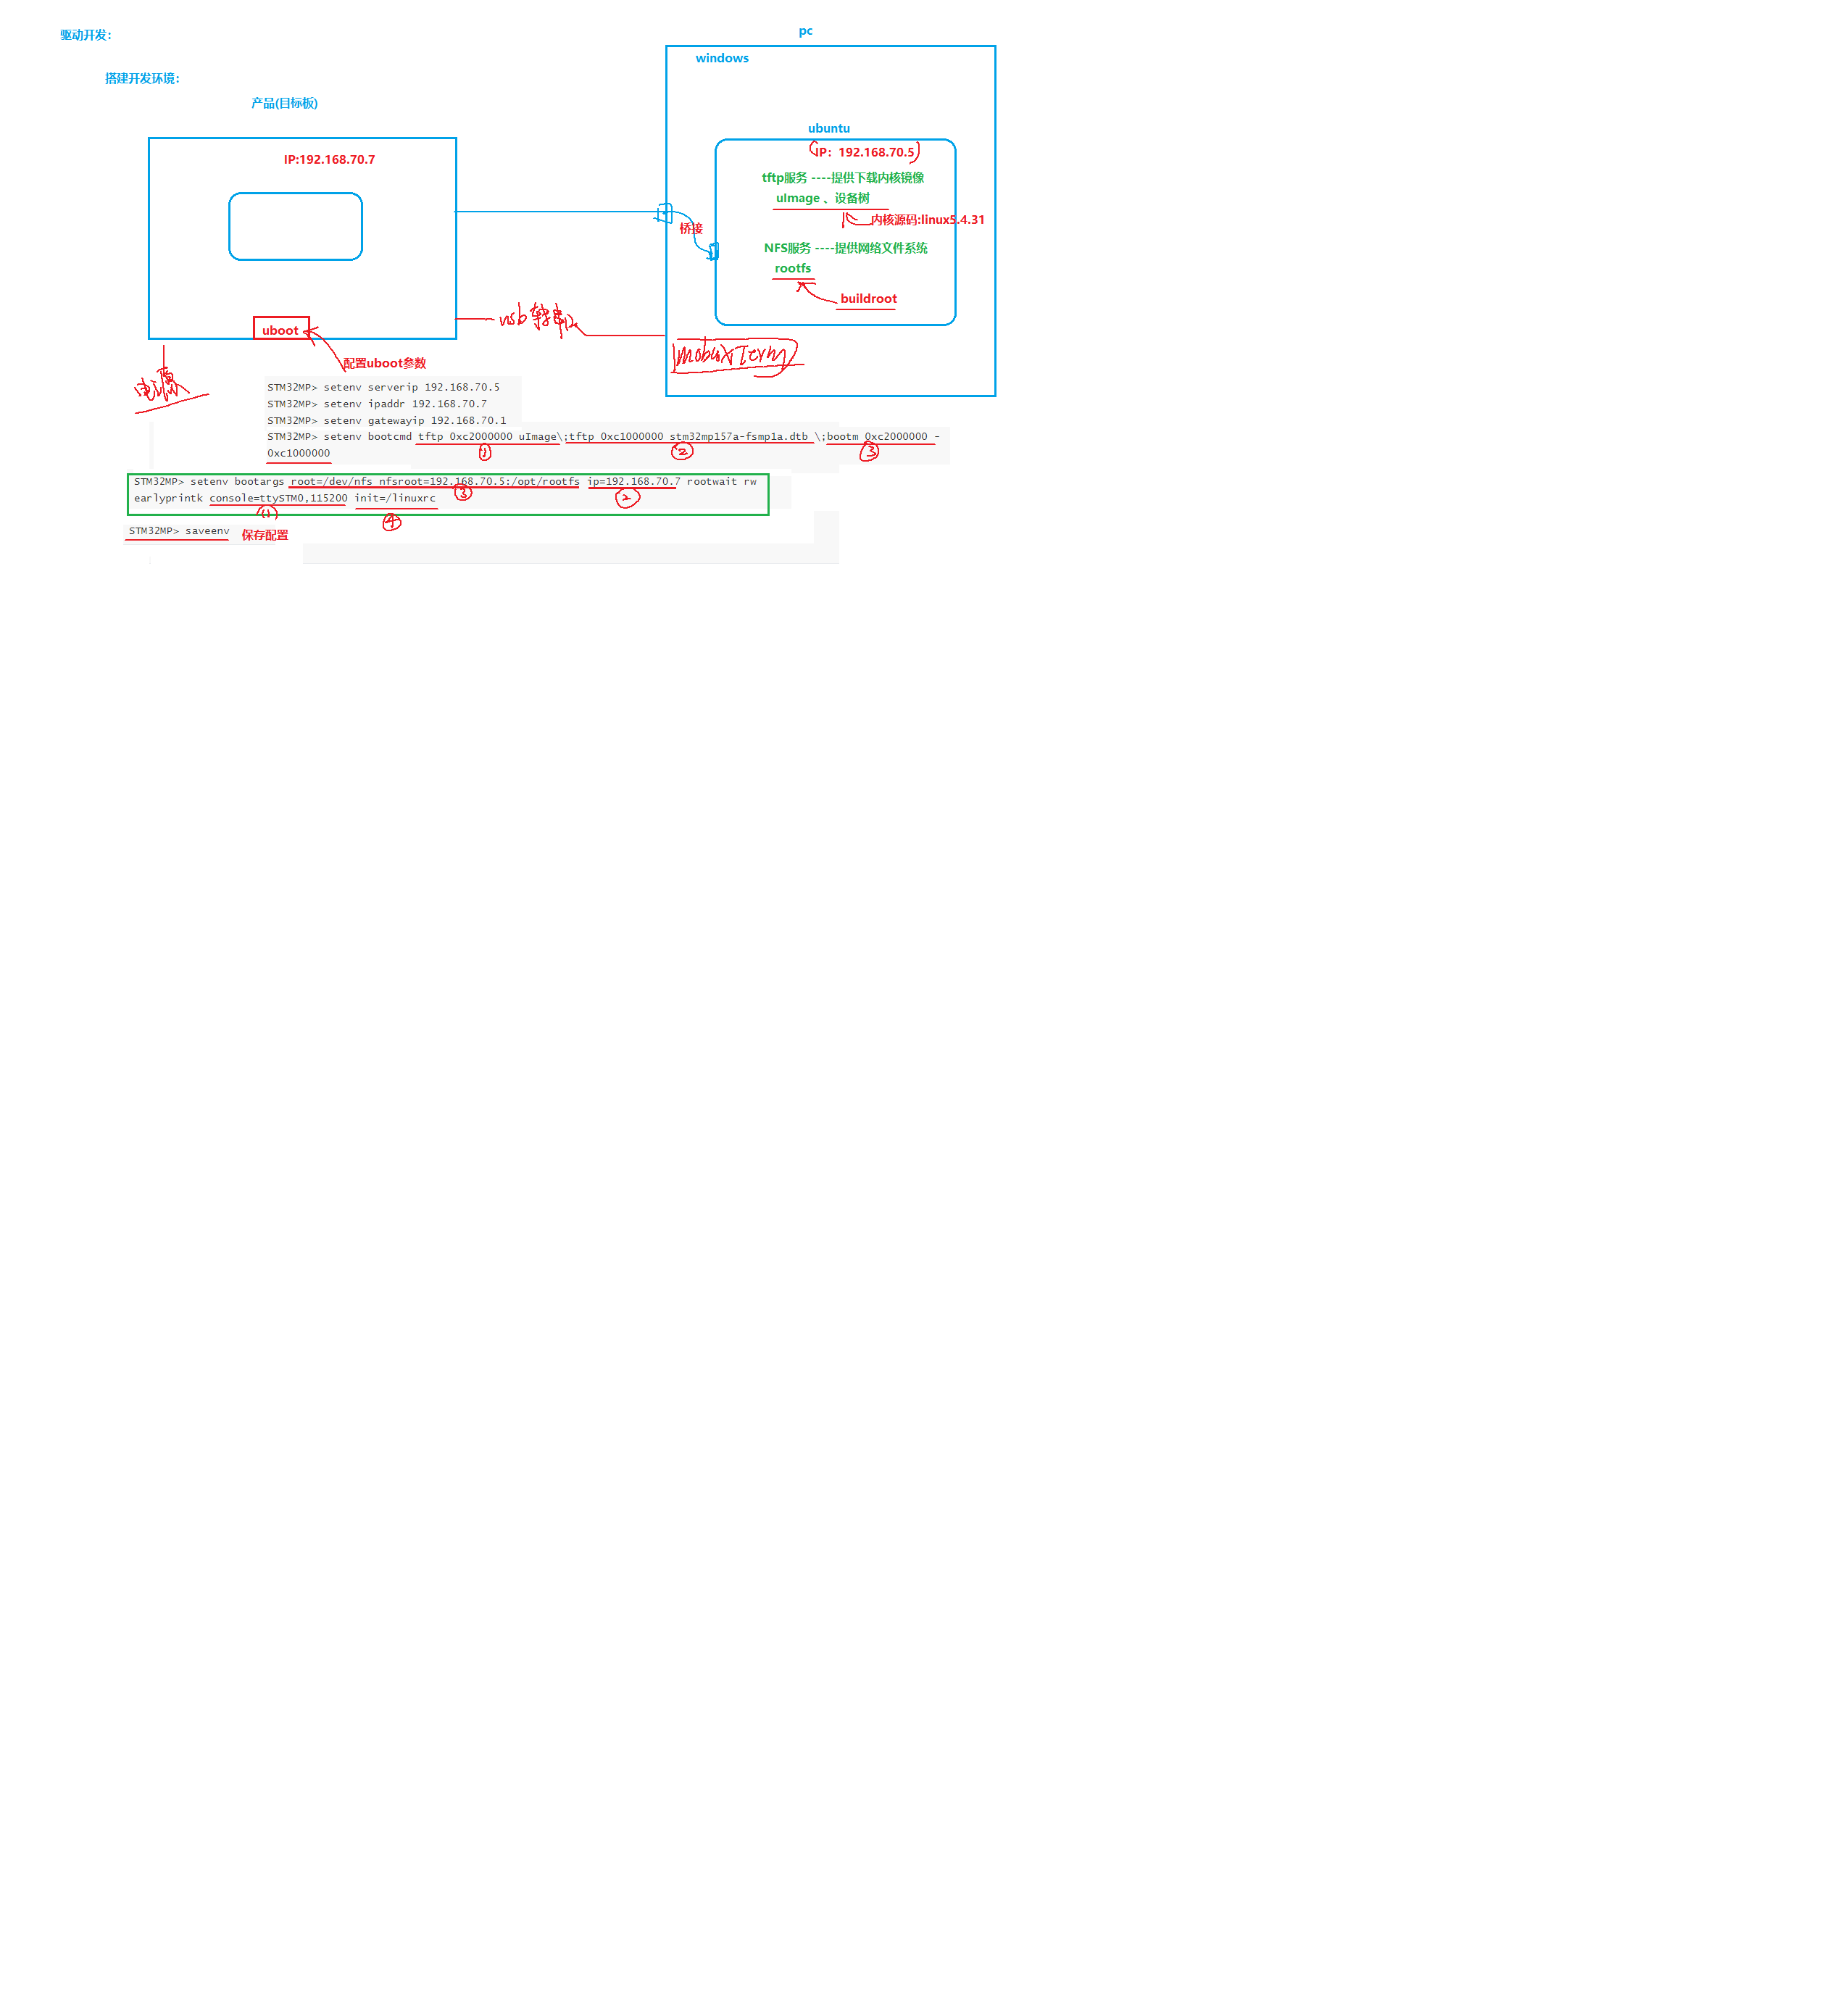 驱动开发：
搭建开发环境：
产品(目标板)
IP:192.168.70.7
uboot
配置uboot参数
电源
usb转串口
pc
windows
ubuntu
IP：192.168.70.5
tftp服务 ----提供下载内核镜像
uImage 、设备树
内核源码:linux5.4.31
桥接
NFS服务 ----提供网络文件系统
rootfs
buildroot
MobaXTerm
STM32MP> setenv serverip 192.168.70.5
STM32MP> setenv ipaddr 192.168.70.7
STM32MP> setenv gatewayip 192.168.70.1
STM32MP> setenv bootcmd tftp 0xc2000000 uImage\;tftp 0xc1000000 stm32mp157a-fsmp1a.dtb \;bootm 0xc2000000 -
0xc1000000
① ② ③
STM32MP> setenv bootargs root=/dev/nfs nfsroot=192.168.70.5:/opt/rootfs ip=192.168.70.7 rootwait rw
③ ②
earlyprintk console=ttySTM0,115200 init=/linuxrc
① ④
STM32MP> saveenv 保存配置